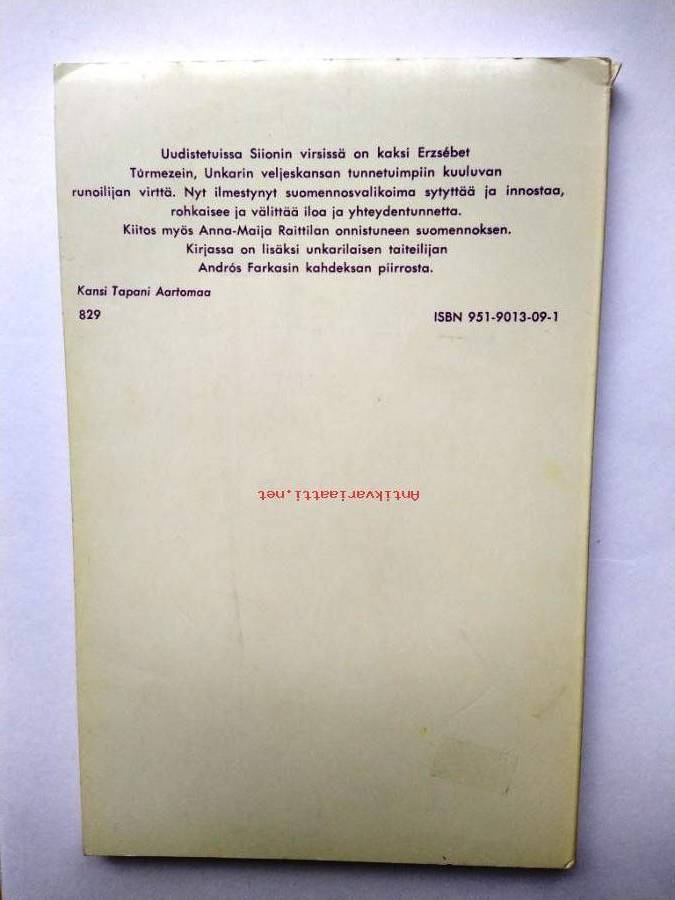 Uudistetuissa Siionin virsissä on kaksi Erzsébet
Túrmezein, Unkarin veljeskansan tunnetuimpiin kuuluvan
runoilijan virttä. Nyt ilmestynyt suomennosvalikoima sytyttää ja innostaa,
rohkaisee ja välittää iloa ja yhteydentunnetta.
Kiitos myös Anna-Maija Raittilan onnistuneen suomennoksen.
Kirjassa on lisäksi unkarilaisen taiteilijan
Andrós Farkasin kahdeksan piirrosta.
Kansi Tapani Aartomaa
829 ISBN 951-9013-09-1
Antikvariaatti.net